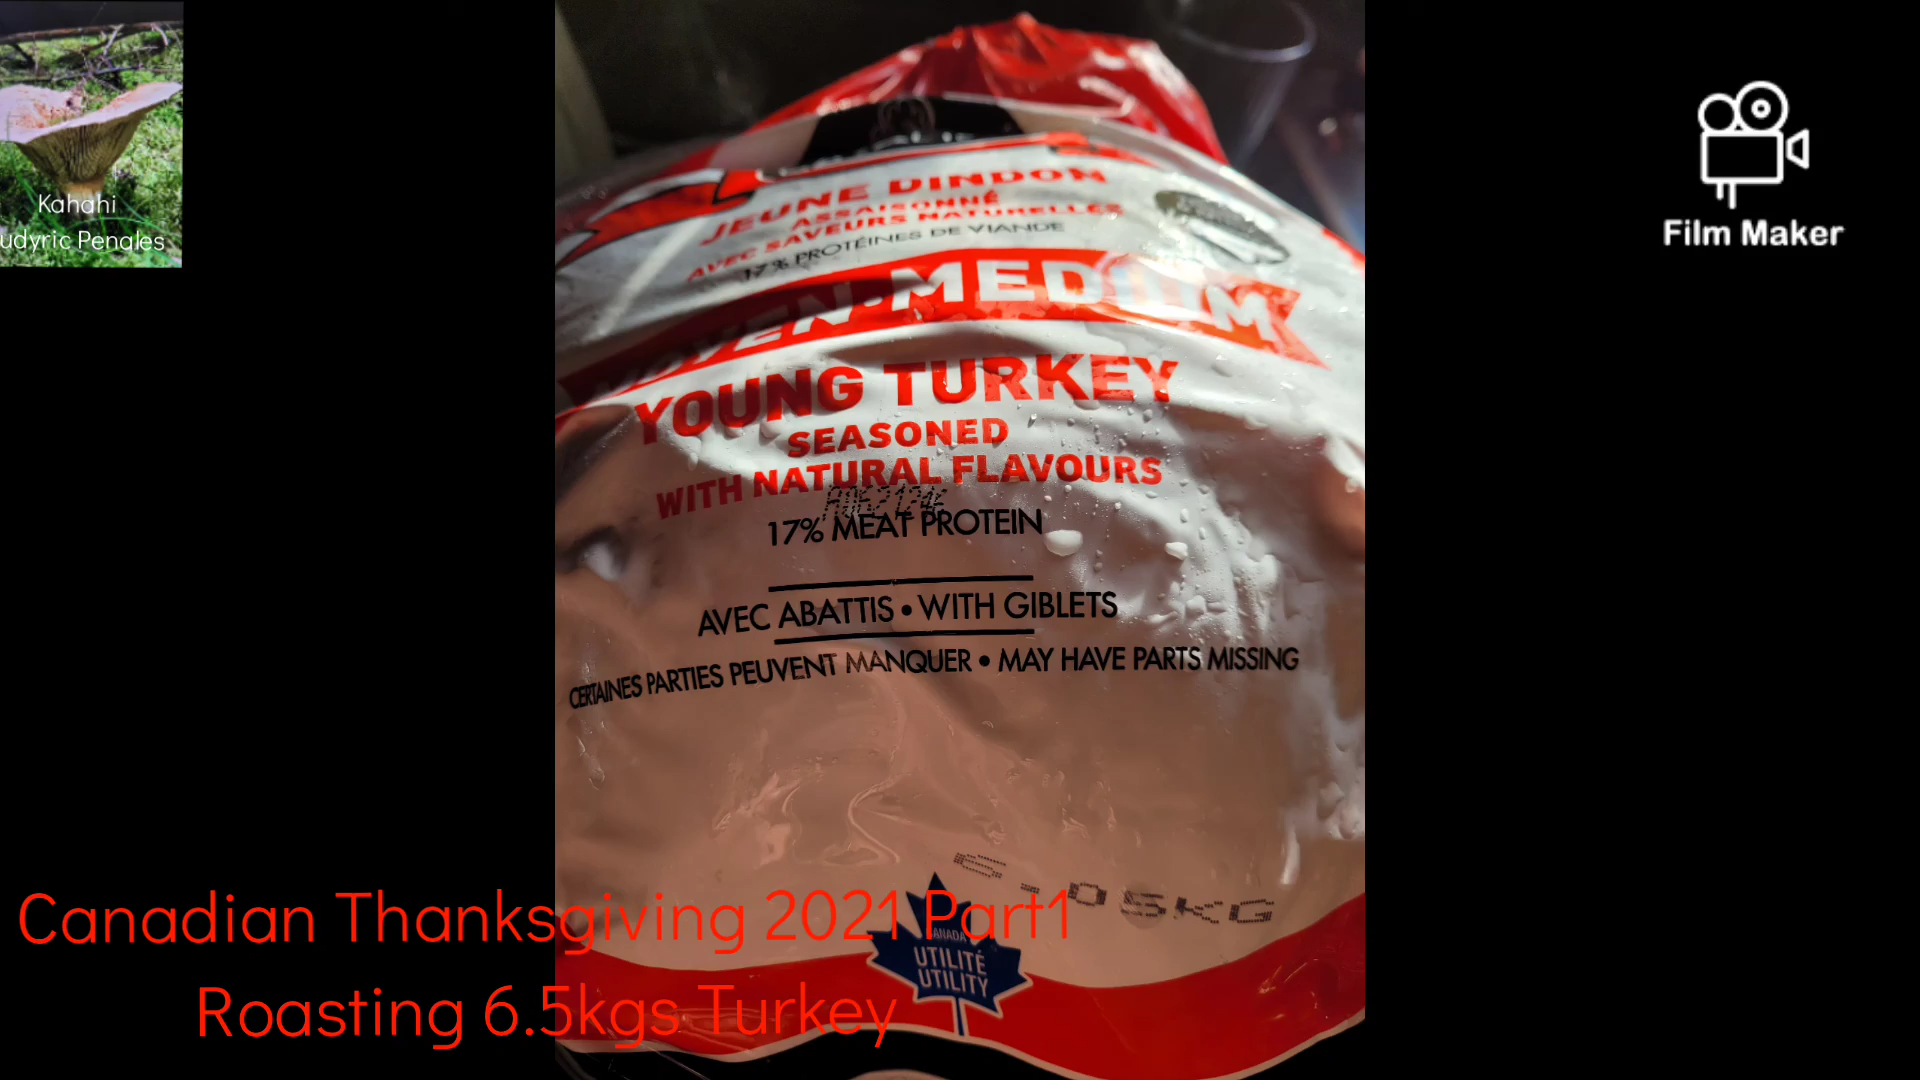 Kahahi
udyric Penales
Film Maker
JEUNE DINDON
ASSAISONNÉ
AVEC SAVEURS NATURELLES
17% PROTÉINES DE VIANDE
MEDIUM
YOUNG TURKEY
SEASONED
WITH NATURAL FLAVOURS
17% MEAT PROTEIN
AVEC ABATTIS • WITH GIBLETS
CERTAINES PARTIES PEUVENT MANQUER • MAY HAVE PARTS MISSING
CANADA
UTILITÉ
UTILITY
Canadian Thanksgiving 2021 Part1
Roasting 6.5kgs Turkey